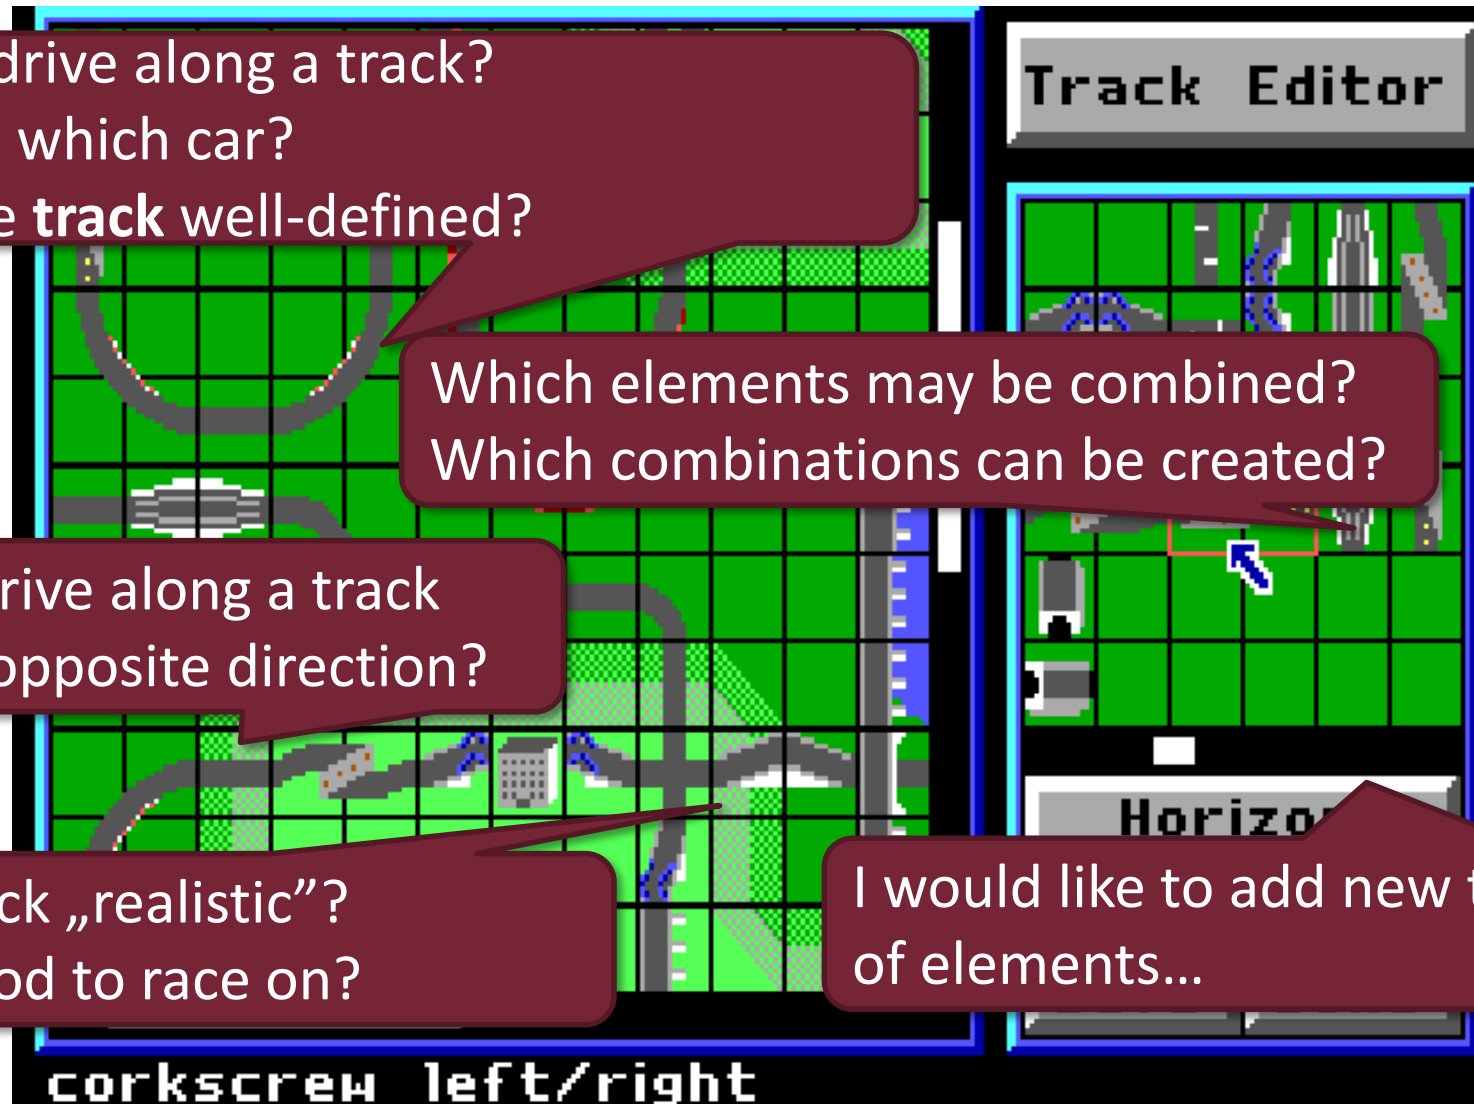 drive along a track?
which car?
e track well-defined?
Track Editor
Which elements may be combined?
Which combinations can be created?
rive along a track
opposite direction?
ck „realistic”?
od to race on?
Horizo
I would like to add new t
of elements...
corkscrew left/right